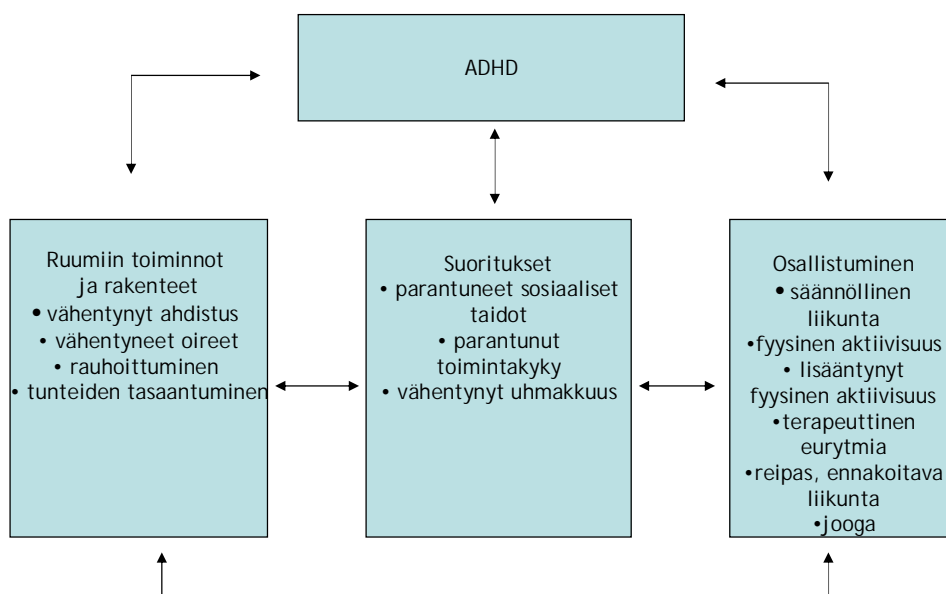 ADHD
Ruumiin toiminnot
ja rakenteet
• vähentynyt ahdistus
• vähentyneet oireet
• rauhoittuminen
• tunteiden tasaantuminen
Suoritukset
• parantuneet sosiaaliset
taidot
• parantunut
toimintakyky
• vähentynyt uhmakkuus
Osallistuminen
• säännöllinen
liikunta
•fyysinen aktiivisuus
• lisääntynyt
fyysinen aktiivisuus
•terapeuttinen
eurytmia
•reipas, ennakoitava
liikunta
•jooga